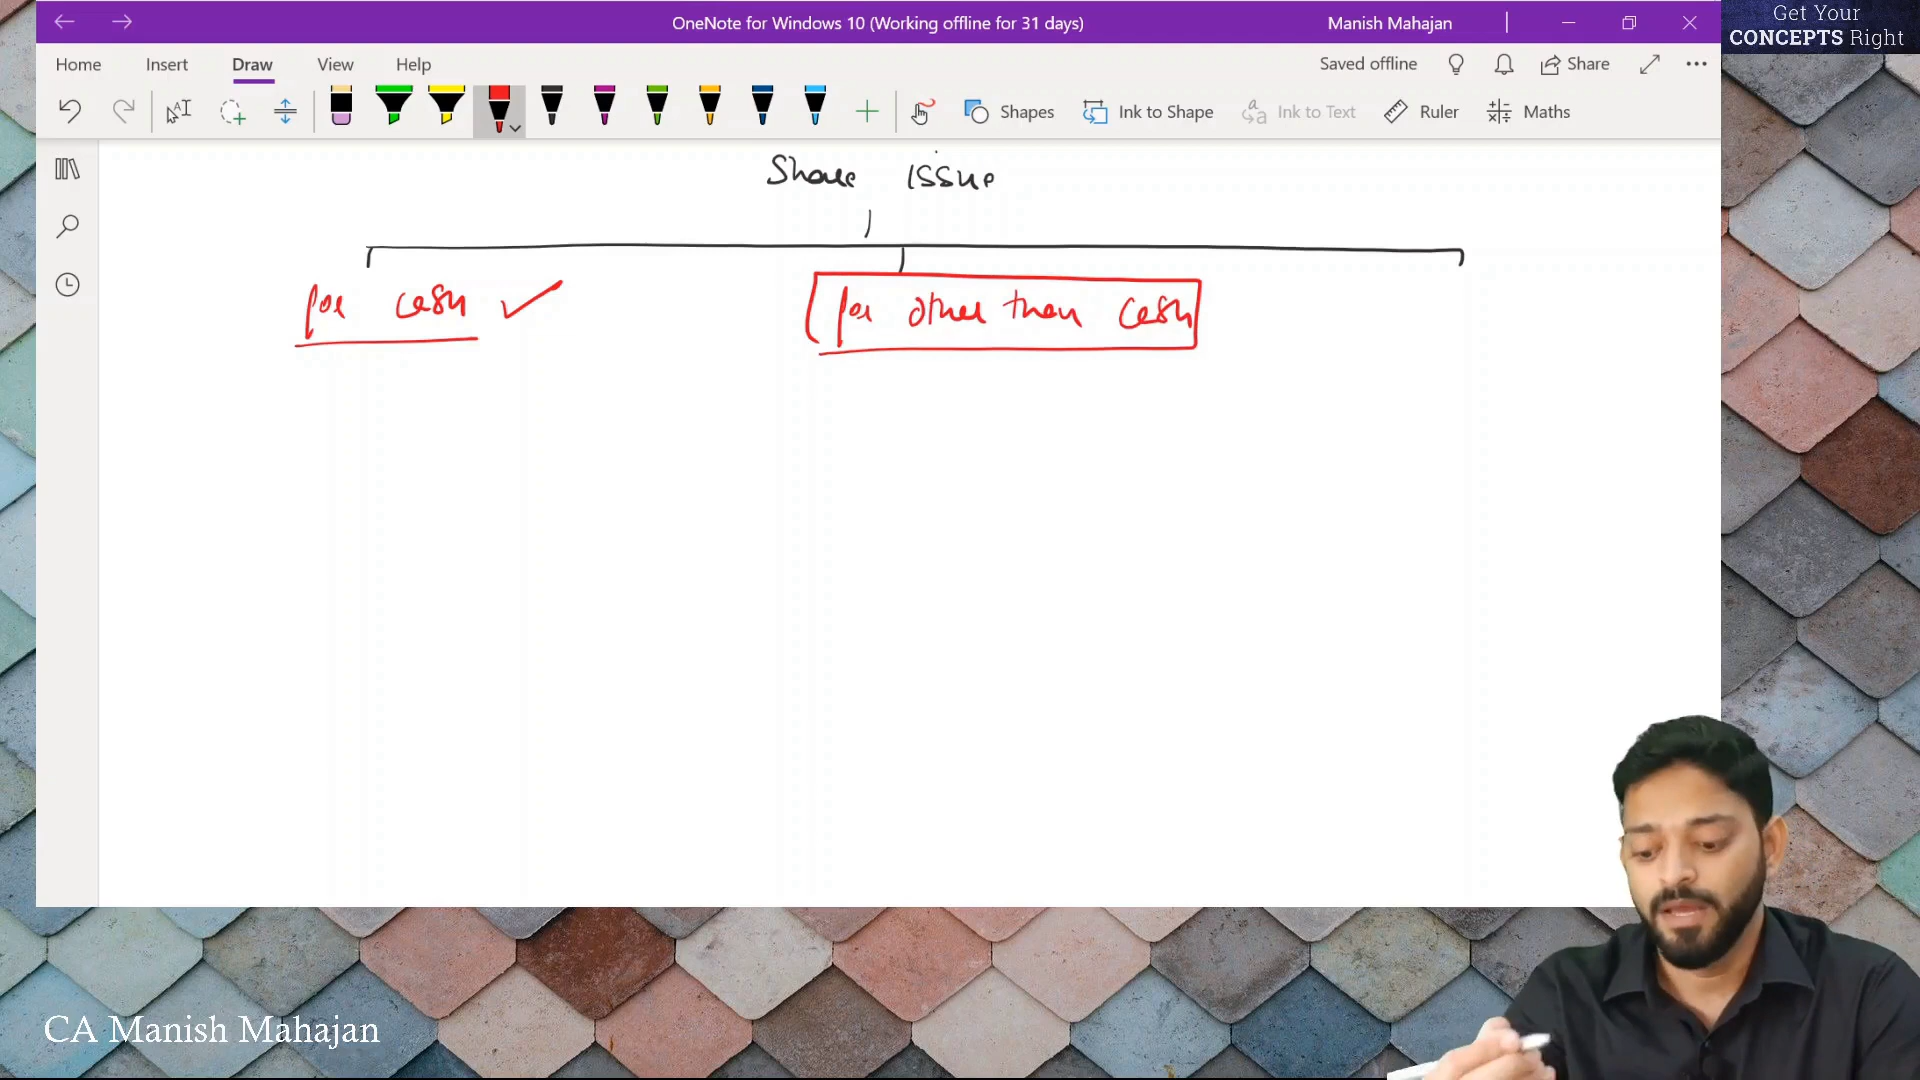 OneNote for Windows 10 (Working offline for 31 days)
Manish Mahajan
Get Your
CONCEPTS Right
Home Insert Draw View Help
Saved offline
Share
Shapes
Ink to Shape
Ink to Text
Ruler
Maths
Share issue
for cash ✓
for other than cash
CA Manish Mahajan